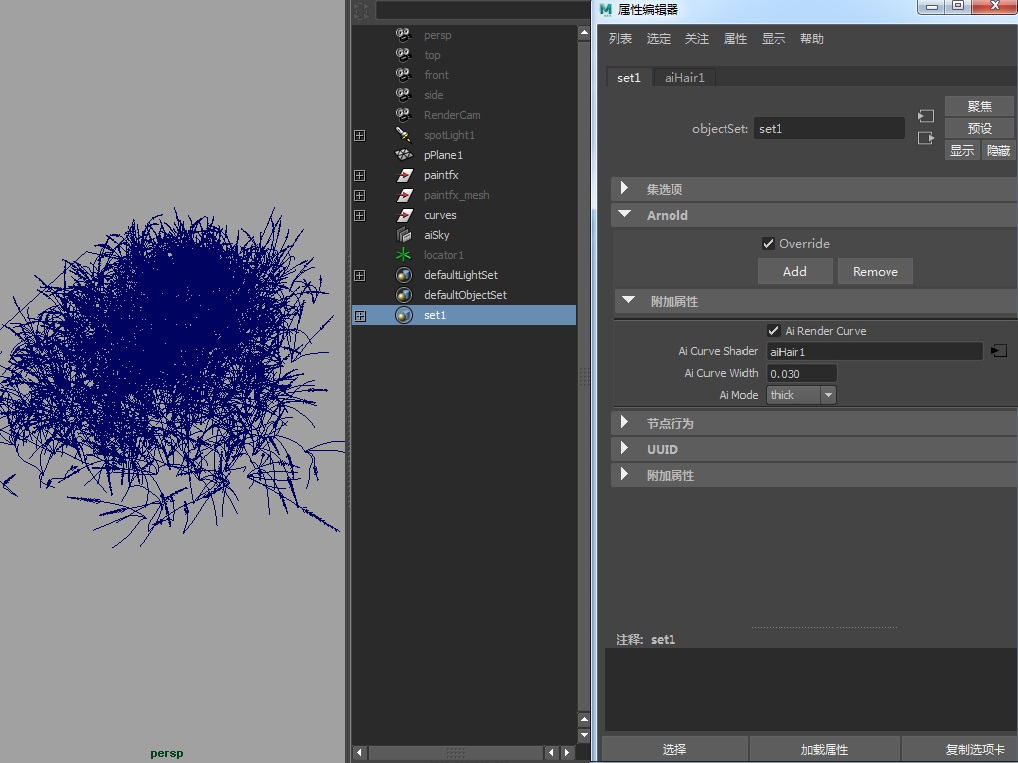 persp
top
front
side
RenderCam
spotLight1
pPlane1
paintfx
paintfx_mesh
curves
aiSky
locator1
defaultLightSet
defaultObjectSet
set1
persp
属性编辑器
列表 选定 关注 属性 显示 帮助
set1 aiHair1
objectSet: set1
聚焦
预设
显示 隐藏
集选项
Arnold
Override
Add Remove
附加属性
Ai Render Curve
Ai Curve Shader aiHair1
Ai Curve Width 0.030
Ai Mode thick
节点行为
UUID
附加属性
注释: set1
选择 加载属性 复制选项卡